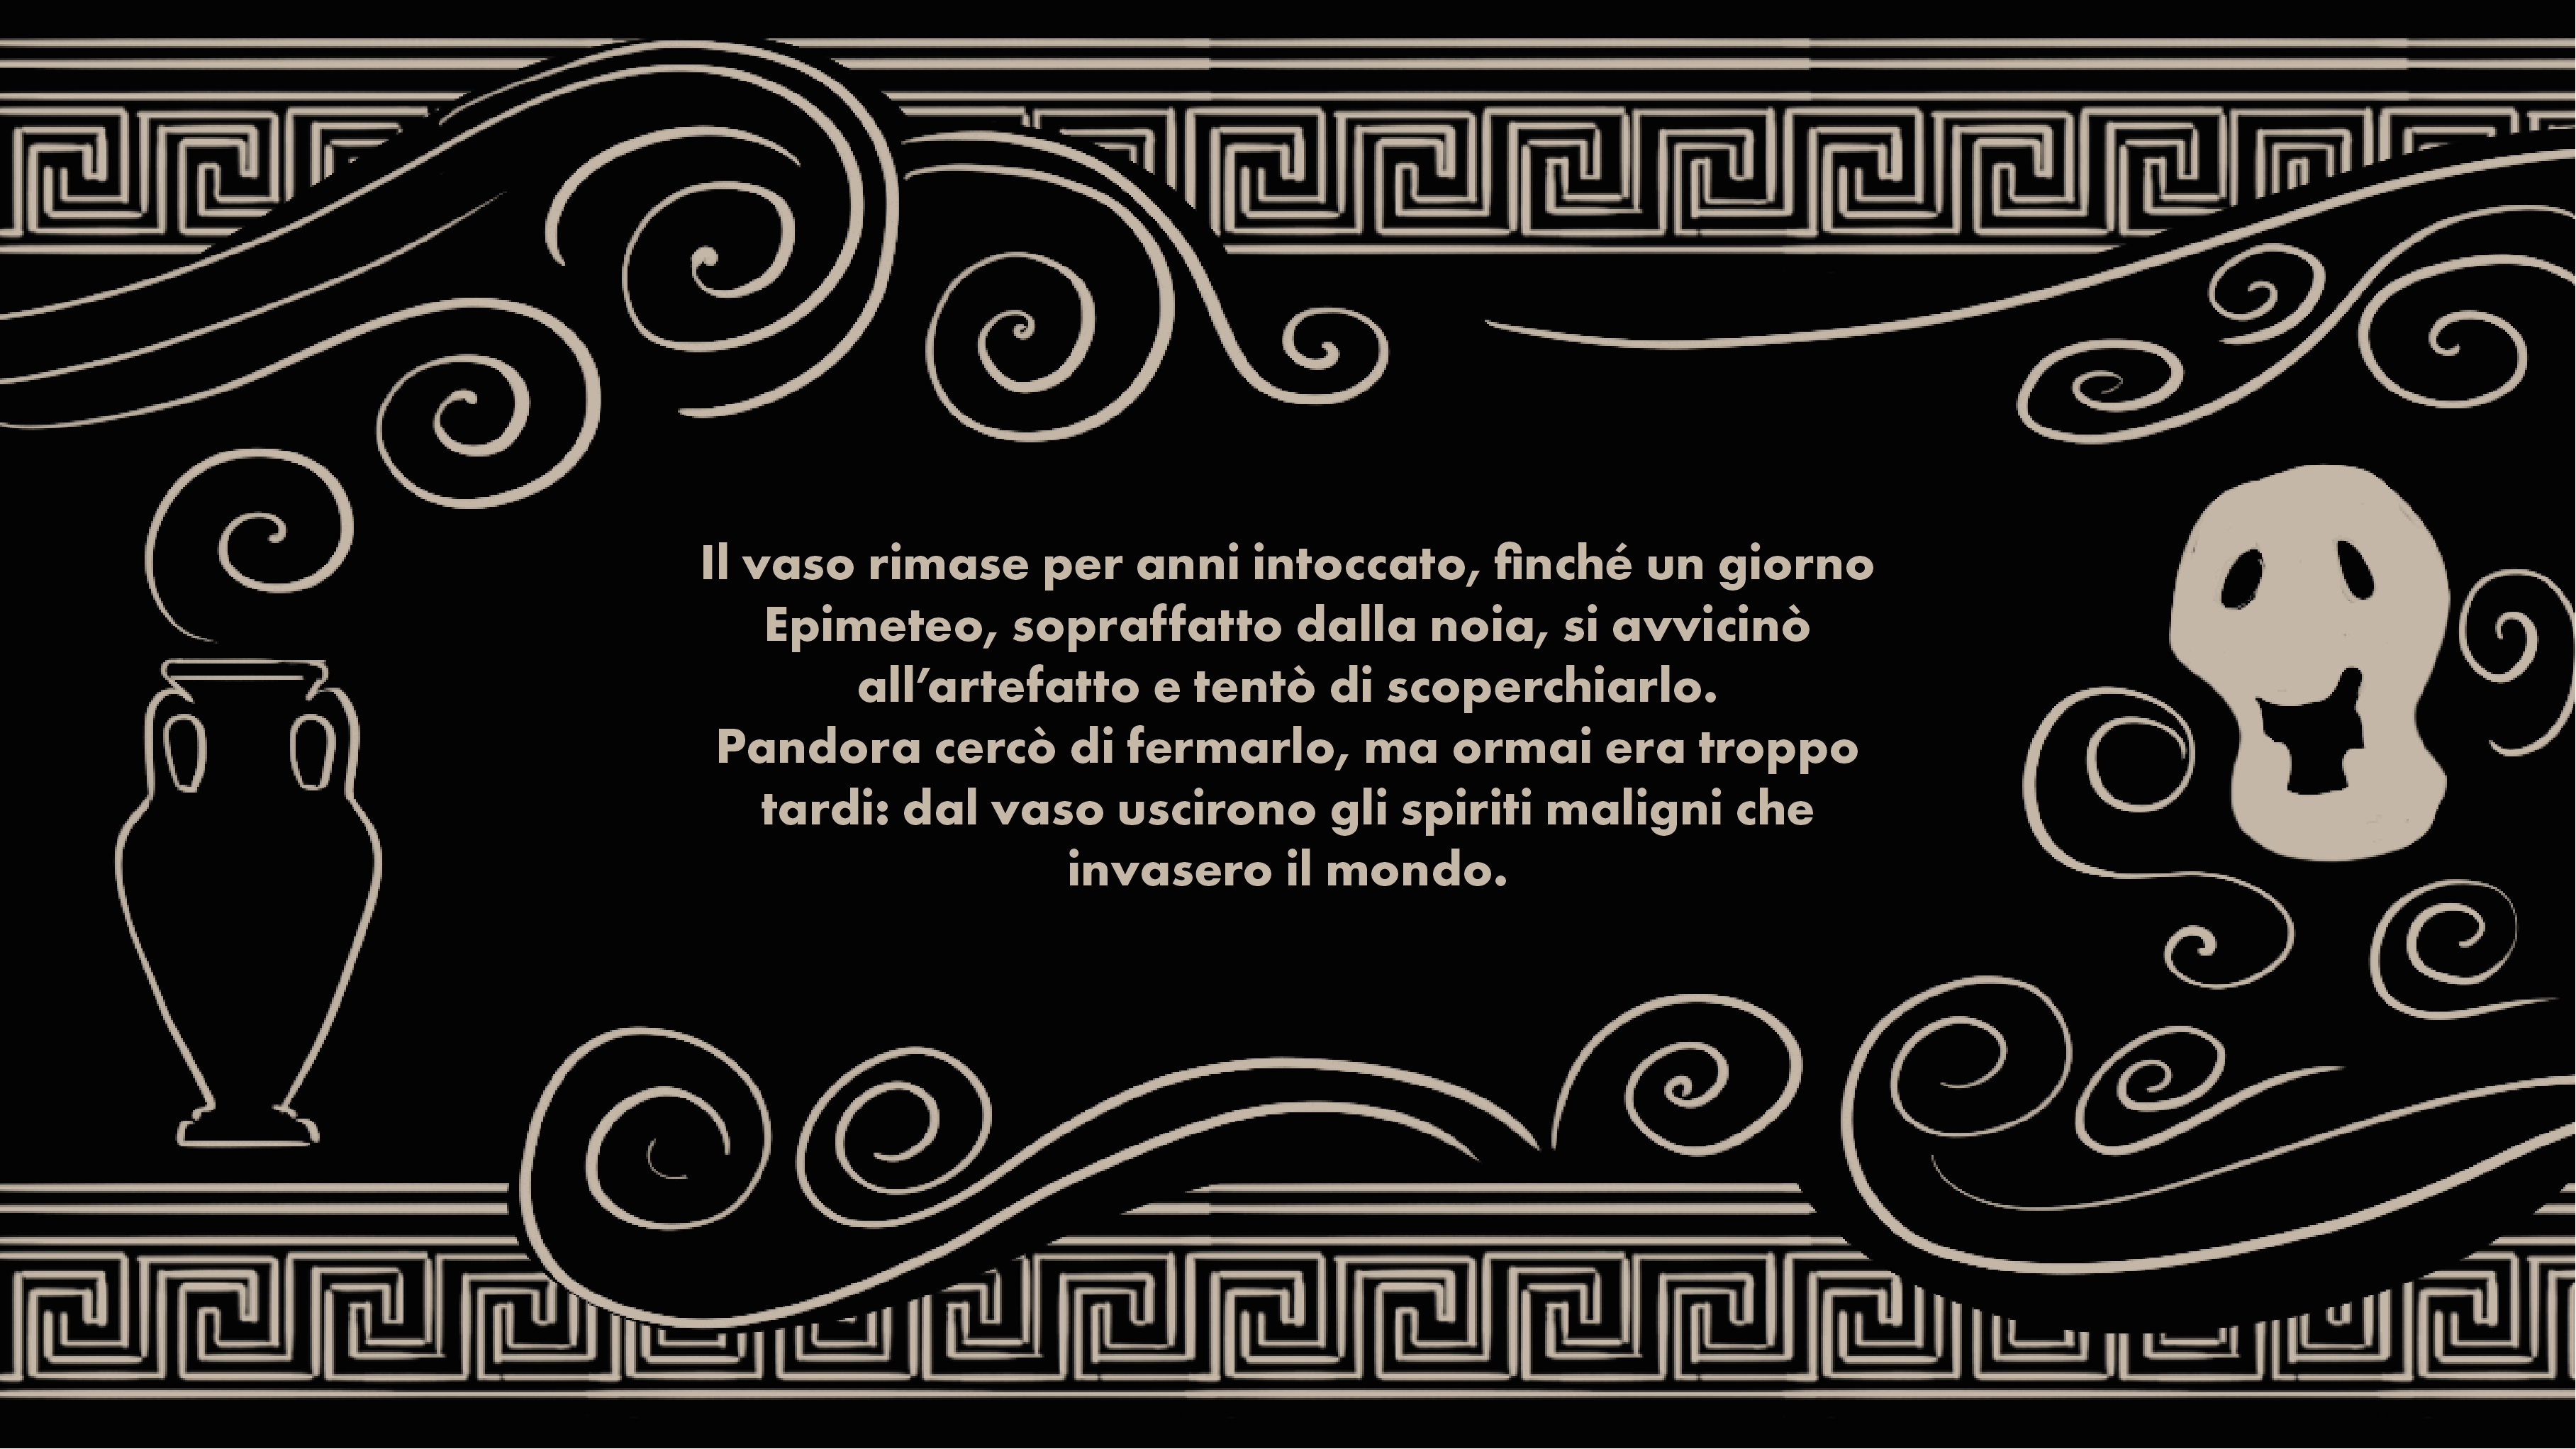 Il vaso rimase per anni intoccato, finché un giorno
Epimeteo, sopraffatto dalla noia, si avvicinò
all’artefatto e tentò di scoperchiarlo.
Pandora cercò di fermarlo, ma ormai era troppo
tardi: dal vaso uscirono gli spiriti maligni che
invasero il mondo.